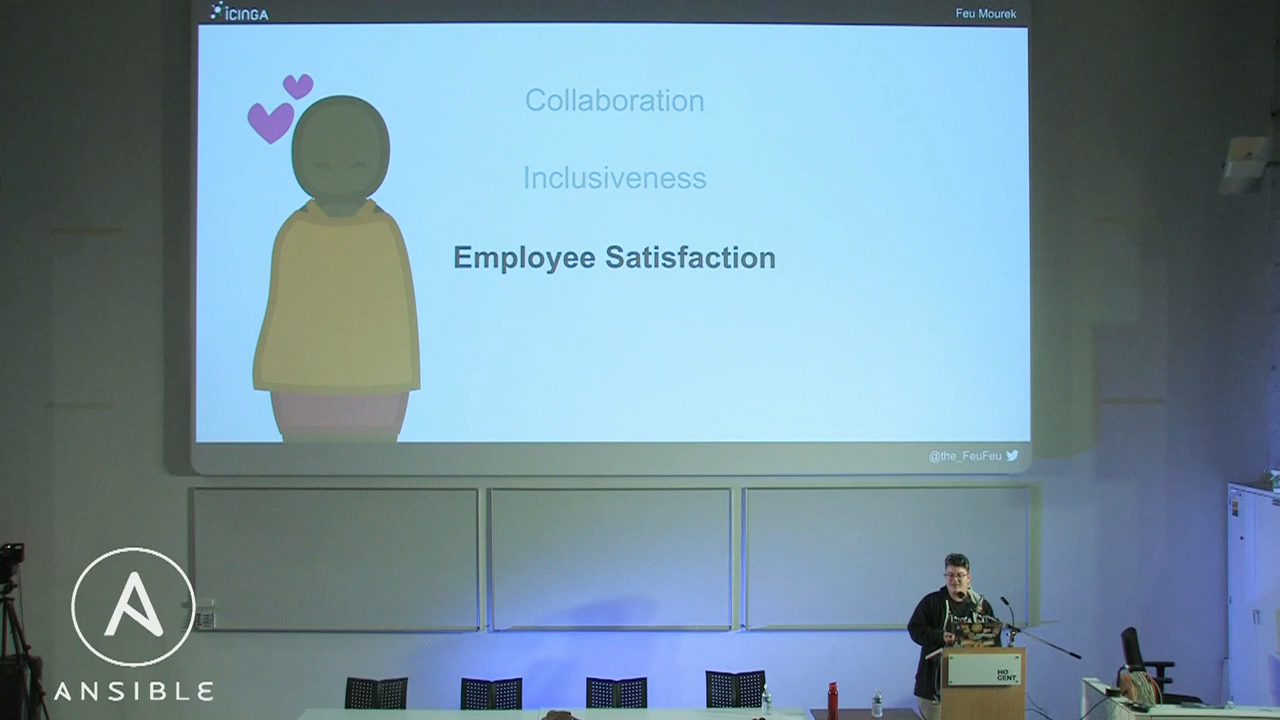 iCINGA
Feu Mourek
Collaboration
Inclusiveness
Employee Satisfaction
@the_FeuFeu
HO
GENT
ANSIBLE